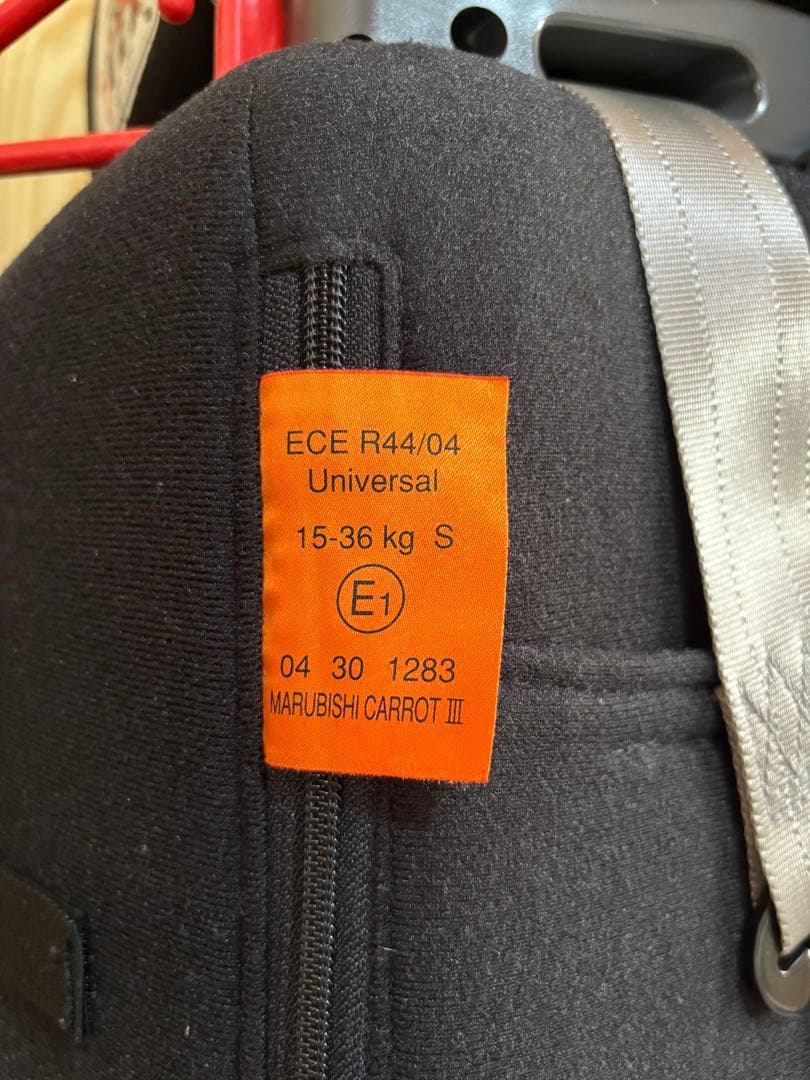 ECE R44/04
Universal
15-36 kg S
E1
04 30 1283
MARUBISHI CARROT III